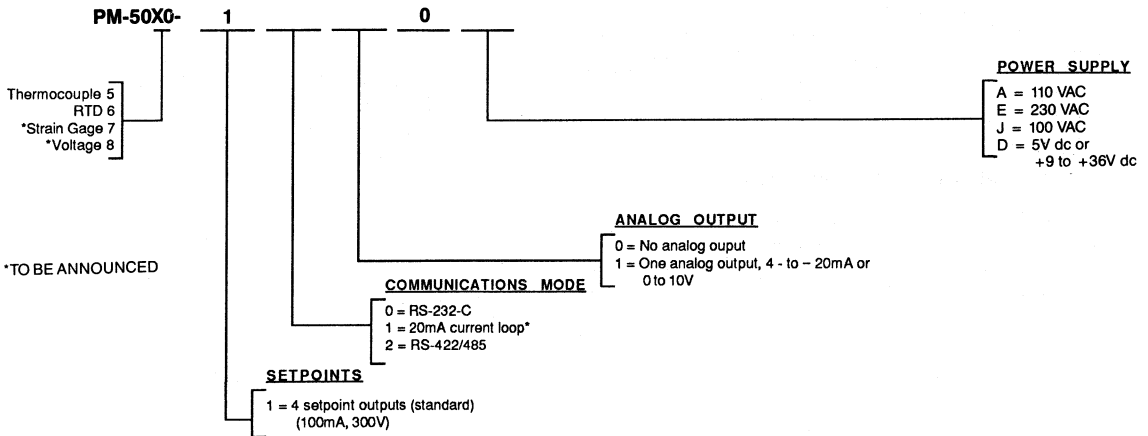 PM-50X0- 1 0
Thermocouple 5
RTD 6
*Strain Gage 7
*Voltage 8
POWER SUPPLY
A = 110 VAC
E = 230 VAC
J = 100 VAC
D = 5V dc or
+9 to +36V dc
*TO BE ANNOUNCED
ANALOG OUTPUT
0 = No analog ouput
1 = One analog output, 4 - to – 20mA or
0 to 10V
COMMUNICATIONS MODE
0 = RS-232-C
1 = 20mA current loop*
2 = RS-422/485
SETPOINTS
1 = 4 setpoint outputs (standard)
(100mA, 300V)